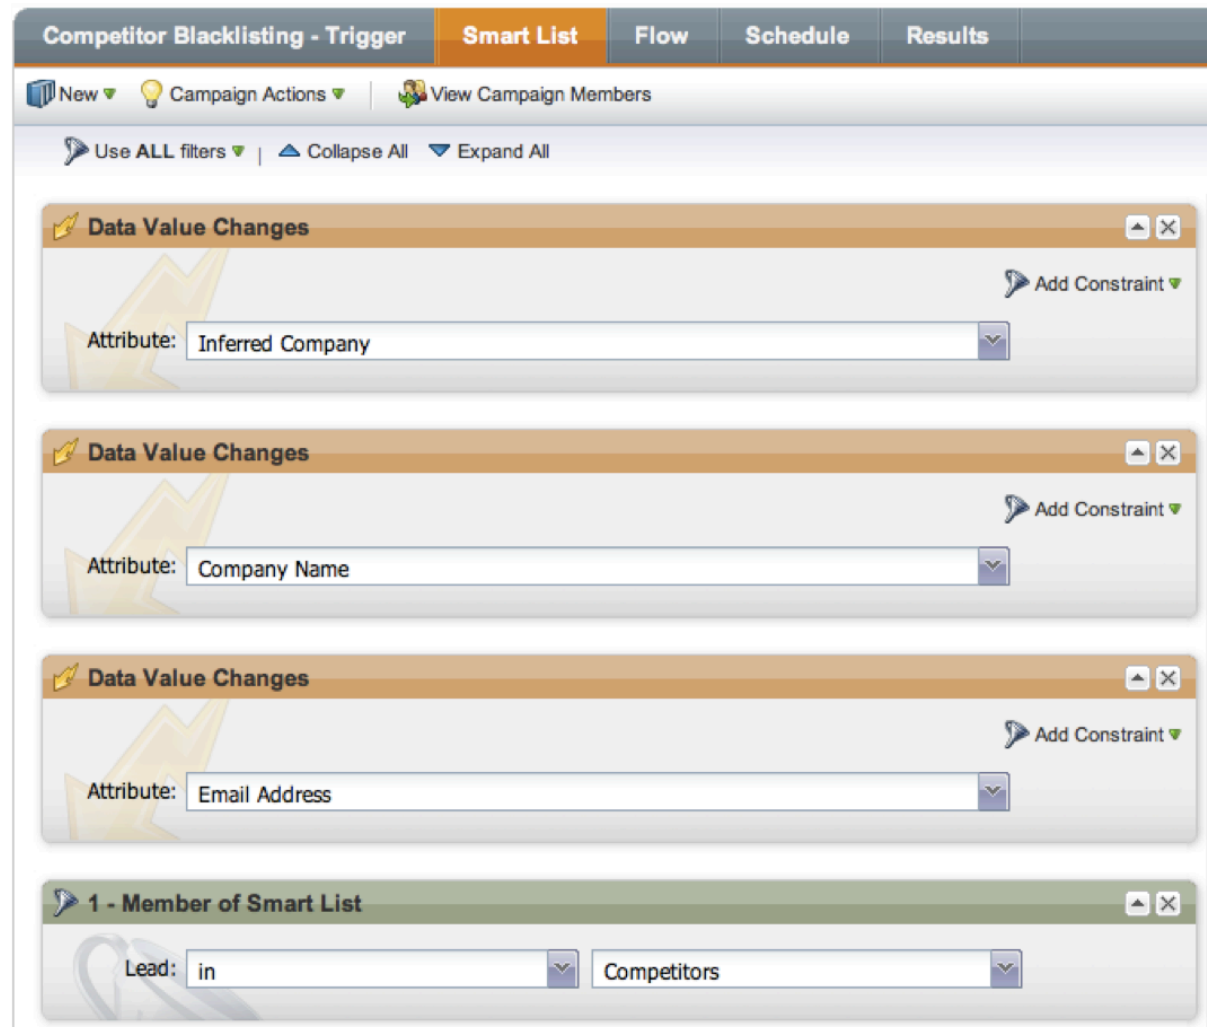 Competitor Blacklisting - Trigger Smart List Flow Schedule Results
New Campaign Actions View Campaign Members
Use ALL filters | Collapse All Expand All
Data Value Changes
Add Constraint
Attribute: Inferred Company
Data Value Changes
Add Constraint
Attribute: Company Name
Data Value Changes
Add Constraint
Attribute: Email Address
1 - Member of Smart List
Lead: in Competitors